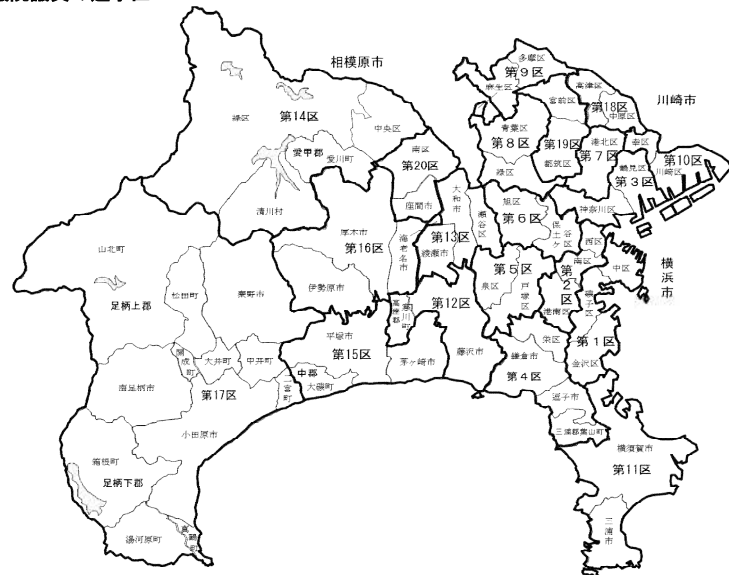 相模原市
多摩区
第9区
麻生区
宮前区
高津区
第18区
中原区
川崎市
緑区
第14区
中央区
青葉区
第8区
第19区
港北区
第7区
幸区
鶴見区
第10区
川崎区
第3区
都筑区
緑区
愛甲郡
愛川町
南区
第20区
座間市
大和市
瀬谷区
旭区
第6区
保土ケ谷区
神奈川区
西区
清川村
厚木市
第16区
海老名市
第13区
綾瀬市
南区
中区
横浜市
山北町
足柄上郡
松田町
秦野市
伊勢原市
第5区
泉区
戸塚区
第2区
港南区
磯子区
第12区
高座郡
寒川町
平塚市
第15区
茅ヶ崎市
藤沢市
栄区
第1区
金沢区
鎌倉市
第4区
開成町
大井町
中井町
中郡
大磯町
二宮町
南足柄市
第17区
逗子市
三浦郡葉山町
小田原市
箱根町
足柄下郡
横須賀市
第11区
湯河原町
真鶴町
三浦市